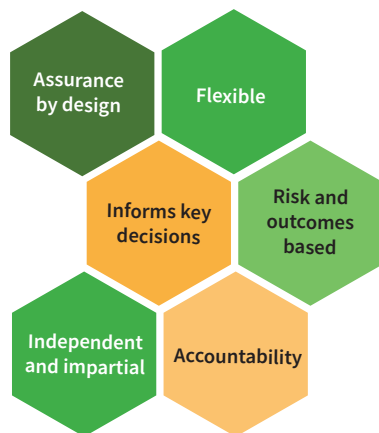 Assurance
by design
Flexible
Informs key
decisions
Risk and
outcomes
based
Independent
and impartial
Accountability